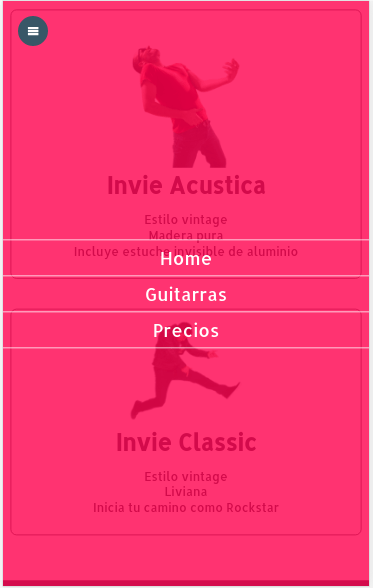 Invie Acustica
Estilo vintage
Madera pura
Incluye estuche invisible de aluminio
Home
Guitarras
Precios
Invie Classic
Estilo vintage
Liviana
Inicia tu camino como Rockstar